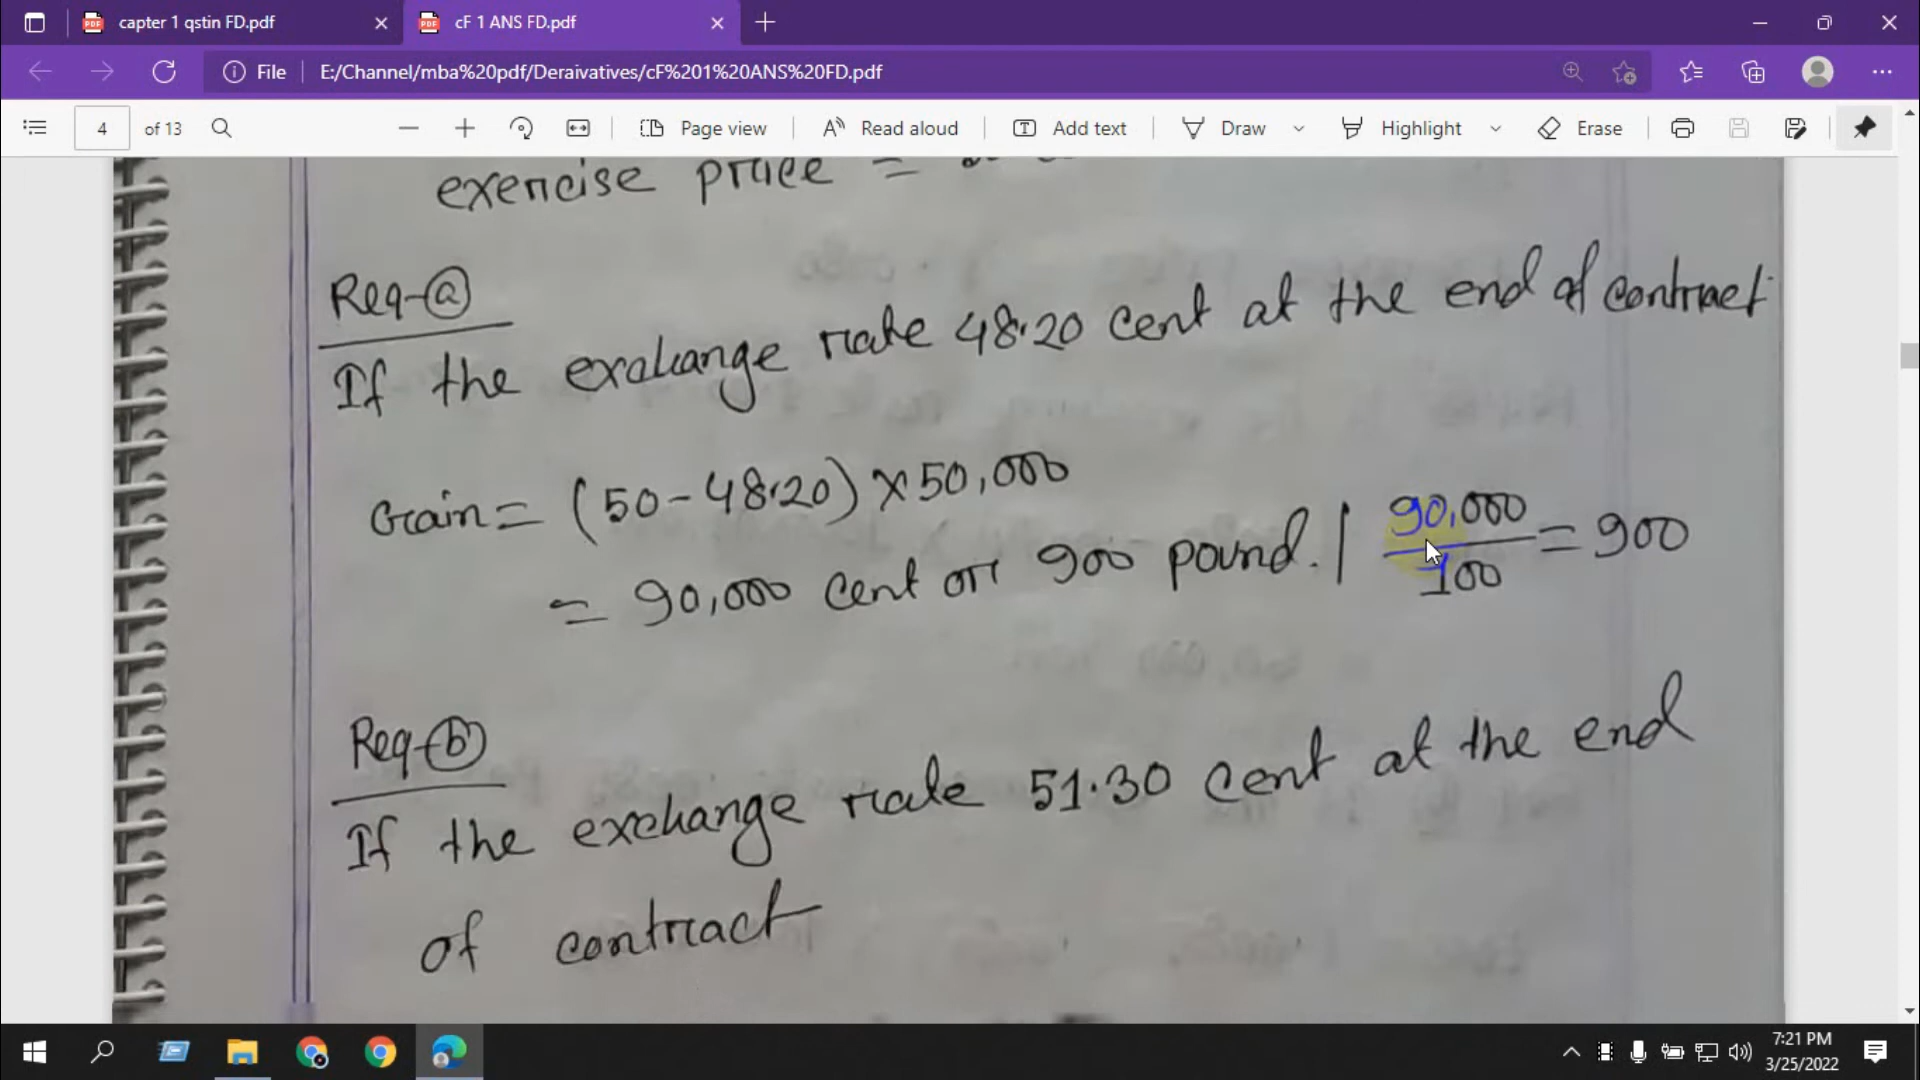 capter 1 qstin FD.pdf
cF 1 ANS FD.pdf
File
E:/Channel/mba%20pdf/Deraivatives/cF%201%20ANS%20FD.pdf
4 of 13
Page view
Read aloud
Add text
Draw
Highlight
Erase
exercise price =
Req-ⓐ
If the exchange rate 48.20 cent at the end of contract.
Gain = (50-48.20) × 50,000
= 90,000 cent or 900 pound. | 90,000/100 = 900
Req-ⓑ
If the exchange rate 51.30 cent at the end
of contract
7:21 PM
3/25/2022